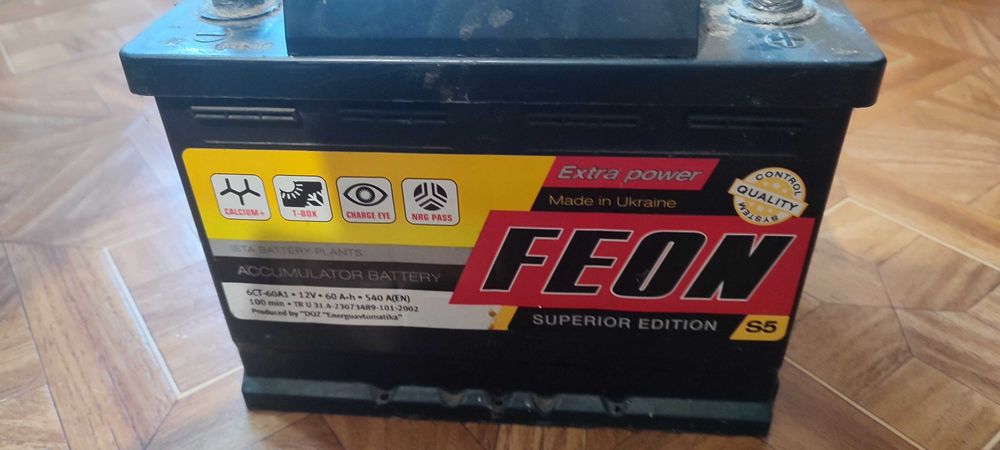 Extra power
Made in Ukraine
CONTROL
QUALITY
SYSTEM
CALCIUM+
T-BOX
CHARGE EYE
NRG PASS
FEON
ISTA BATTERY PLANTS
ACCUMULATOR BATTERY
6CT-60A1 • 12V • 60 A·h • 540 A(EN)
100 min • TR U 31.4-23073489-101-2002
Produced by "DOZ "Energoavtomatika"
SUPERIOR EDITION
S5